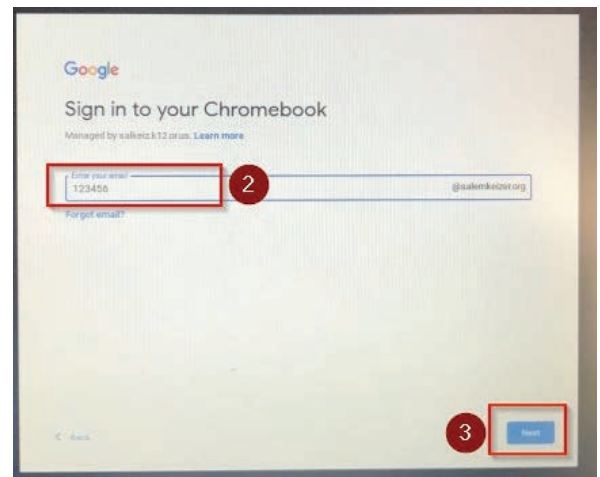 Google
Sign in to your Chromebook
Managed by salkeiz.k12.or.us. Learn more
Enter your email
123456 @salemkeizer.org
2
Forgot email?
Back
3
Next